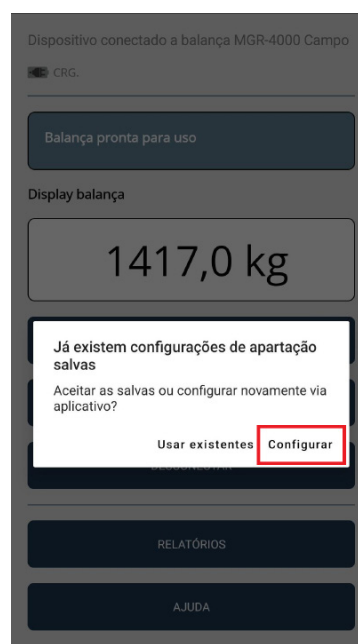 Dispositivo conectado a balança MGR-4000 Campo
CRG.
Balança pronta para uso
Display balança
1417,0 kg
Já existem configurações de apartação
salvas
Aceitar as salvas ou configurar novamente via
aplicativo?
Usar existentes Configurar
RELATÓRIOS
AJUDA